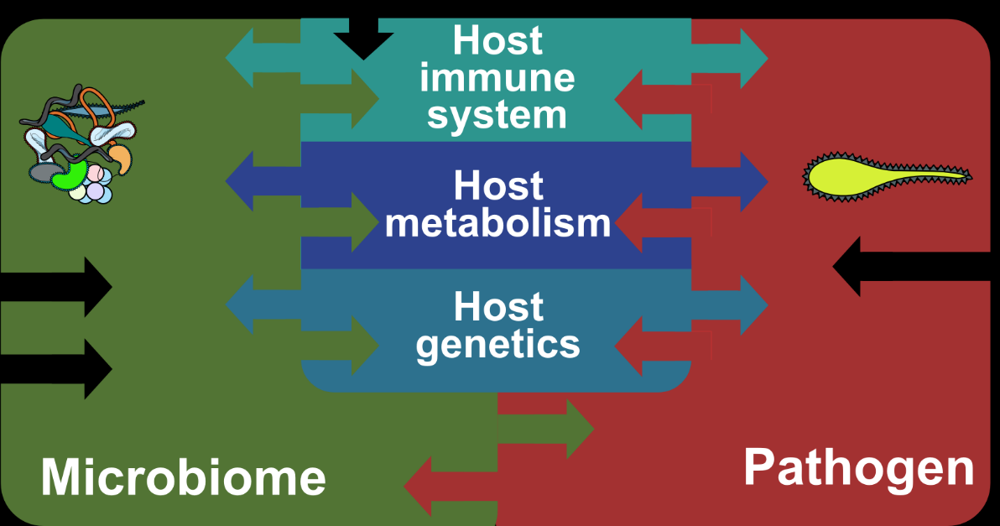 Host
immune
system
Host
metabolism
Host
genetics
Microbiome
Pathogen